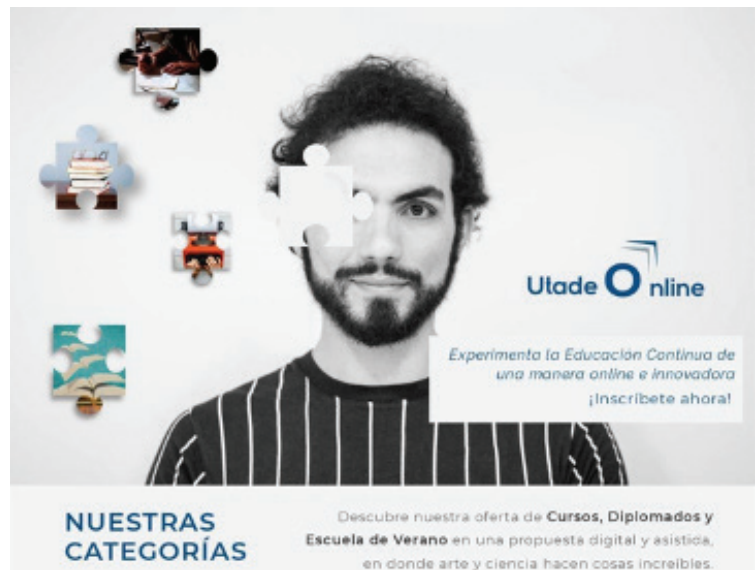 Utade Online
Experimenta la Educación Continua de
una manera online e innovadora
¡Inscríbete ahora!
NUESTRAS
CATEGORÍAS
Descubre nuestra oferta de Cursos, Diplomados y
Escuela de Verano en una propuesta digital y asistida,
en donde arte y ciencia hacen cosas increíbles.